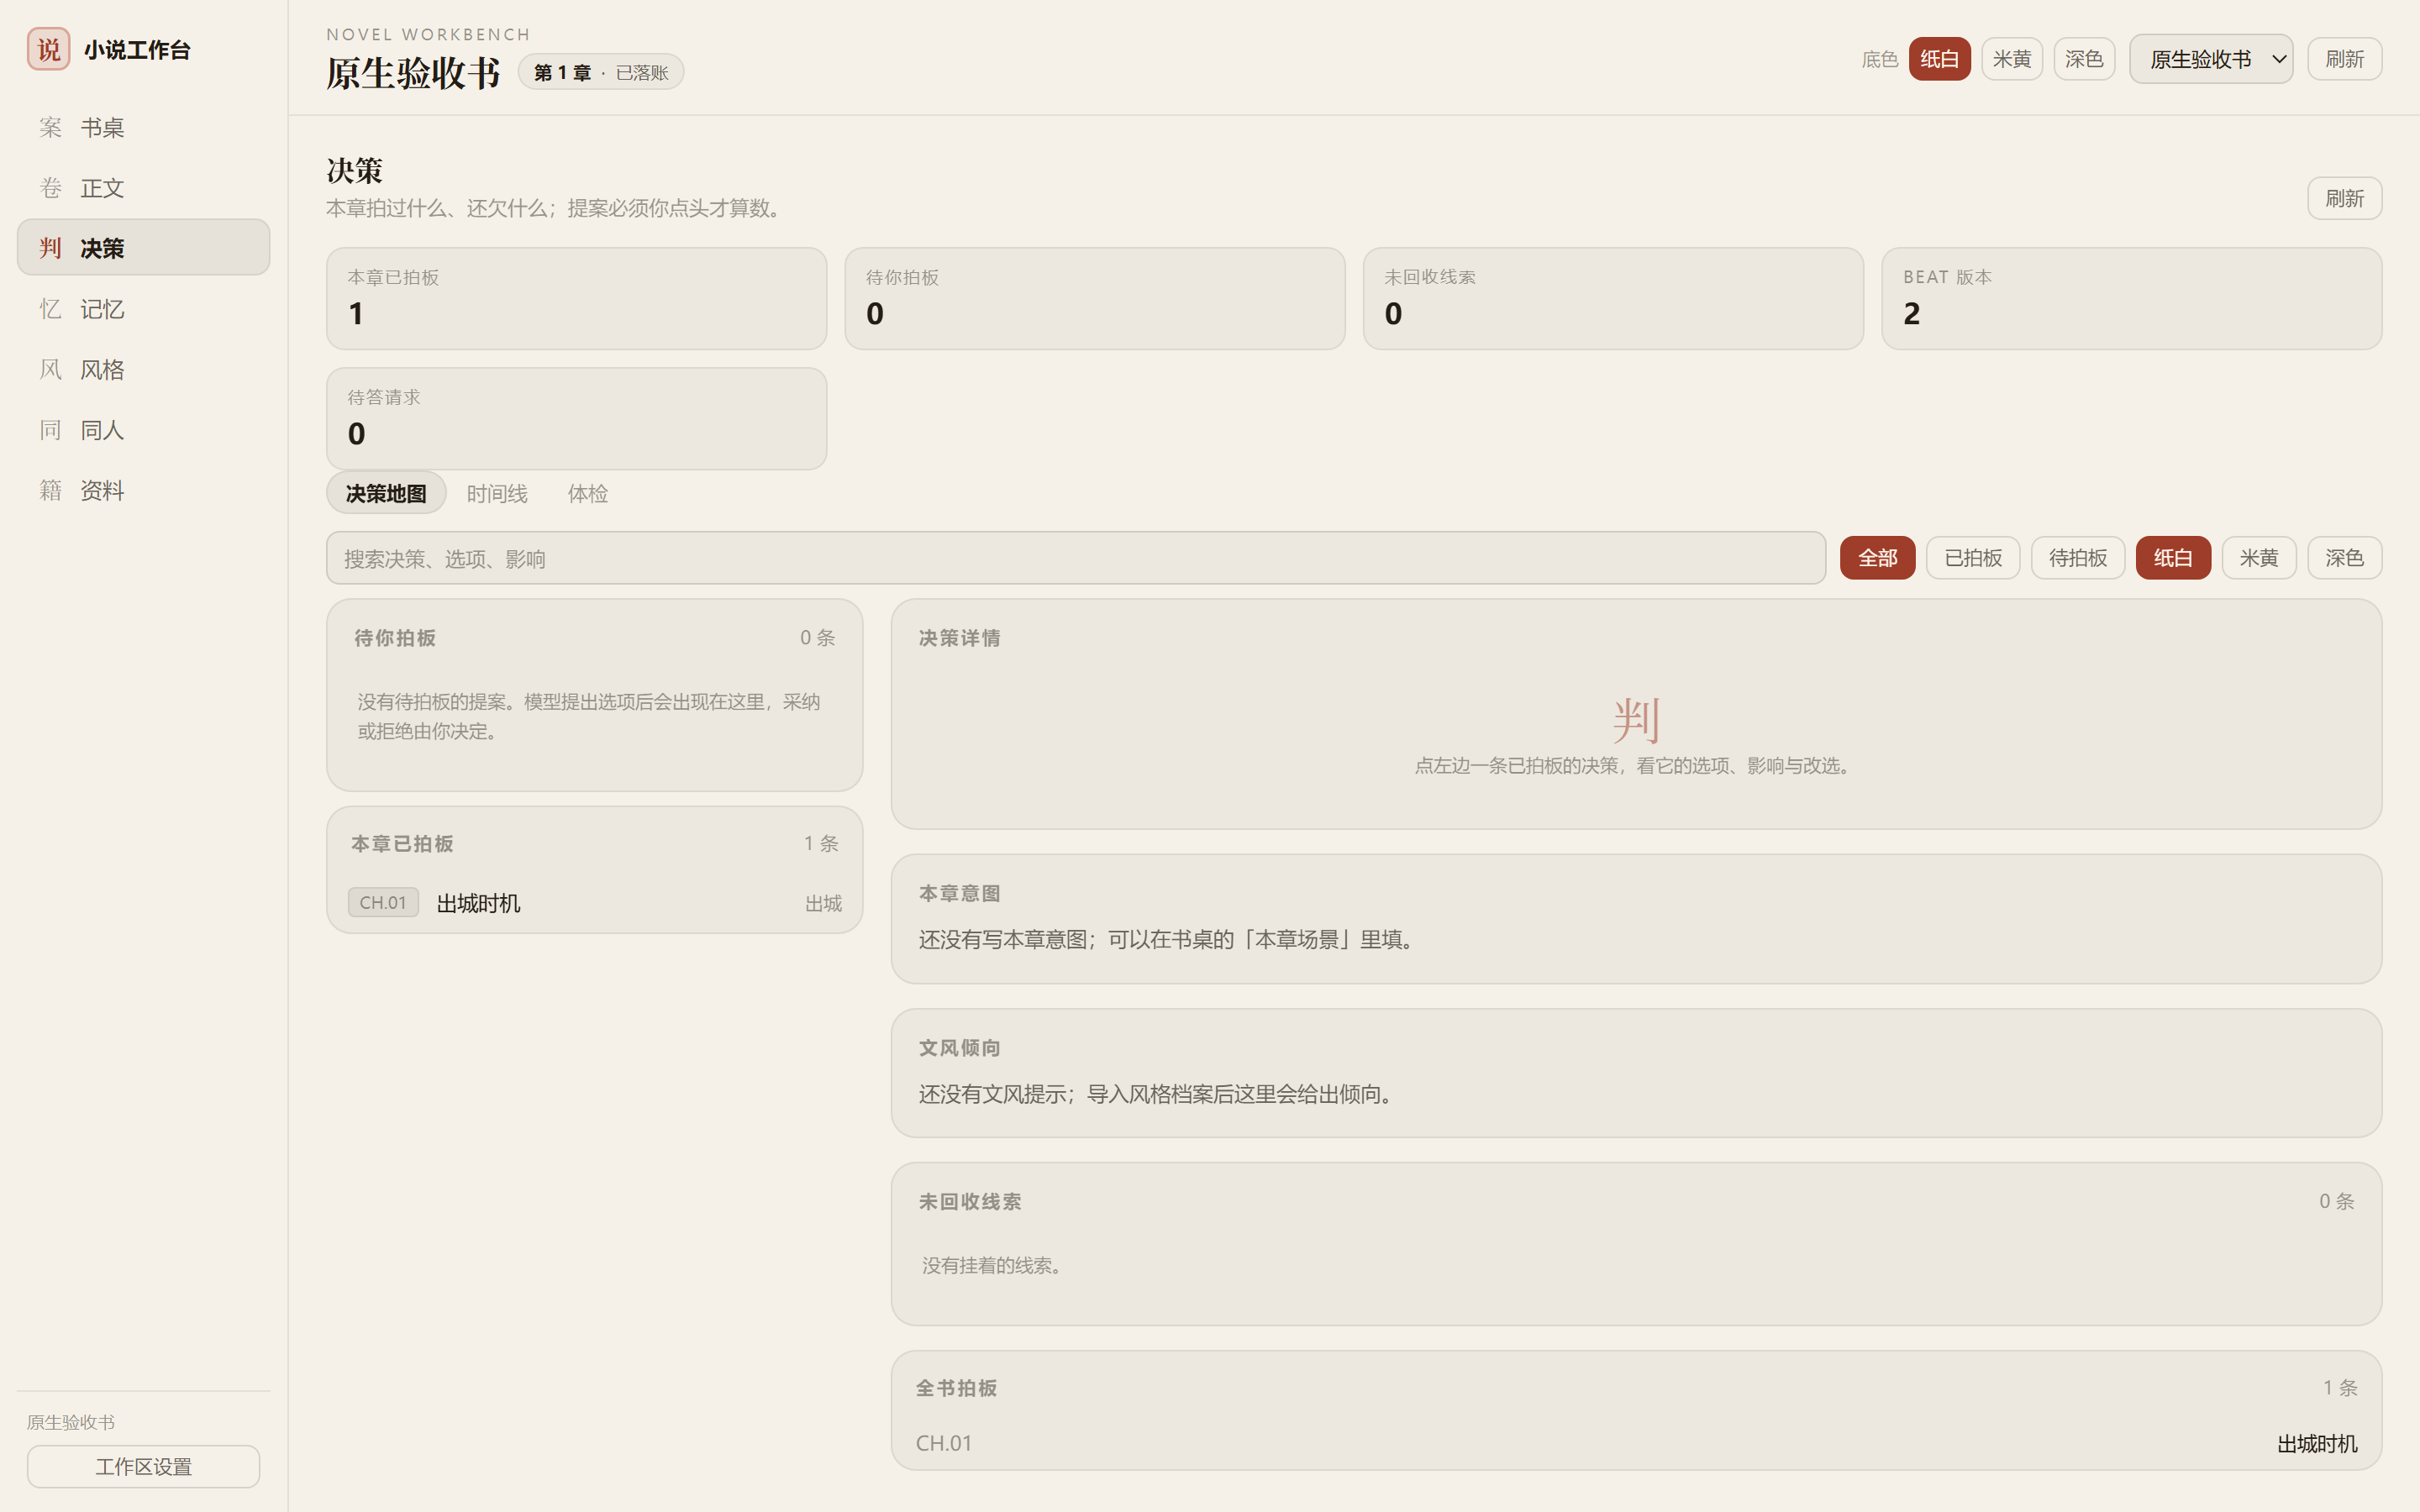 说 小说工作台
案 书桌
卷 正文
判 决策
忆 记忆
风 风格
同 同人
籍 资料
原生验收书
工作区设置
NOVEL WORKBENCH
原生验收书 第 1 章 · 已落账
底色 纸白 米黄 深色 原生验收书 刷新
决策
本章拍过什么、还欠什么；提案必须你点头才算数。
刷新
本章已拍板
1
待你拍板
0
未回收线索
0
BEAT 版本
2
待答请求
0
决策地图 时间线 体检
搜索决策、选项、影响 全部 已拍板 待拍板 纸白 米黄 深色
待你拍板 0 条
没有待拍板的提案。模型提出选项后会出现在这里，采纳
或拒绝由你决定。
本章已拍板 1 条
CH.01 出城时机 出城
决策详情
判
点左边一条已拍板的决策，看它的选项、影响与改选。
本章意图
还没有写本章意图；可以在书桌的「本章场景」里填。
文风倾向
还没有文风提示；导入风格档案后这里会给出倾向。
未回收线索 0 条
没有挂着的线索。
全书拍板 1 条
CH.01 出城时机